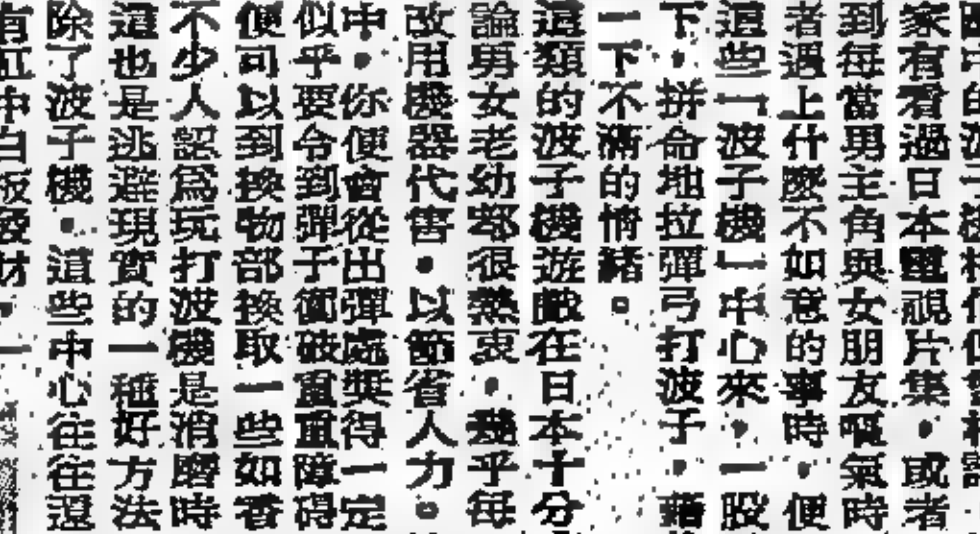 家有看過日本電視片集，或者
到每當男主角與女朋友嘔氣時
者遇上什麼不如意的事時，便
這些「波子機」中心來，一股
下，拼命地拉彈弓打波子，藉
一下不滿的情緒。
這類的波子機遊戲在日本十分
論男女老幼都很熱衷，幾乎每
改用機器代售，以節省人力。
中，你便會從出彈處獎得一定
似乎要令到彈子衝破重重障碍
便可以到換物部換取一些如香
不少人認爲玩打波機是消磨時
這也是逃避現實的一種好方法
除了波子機，這些中心往往還